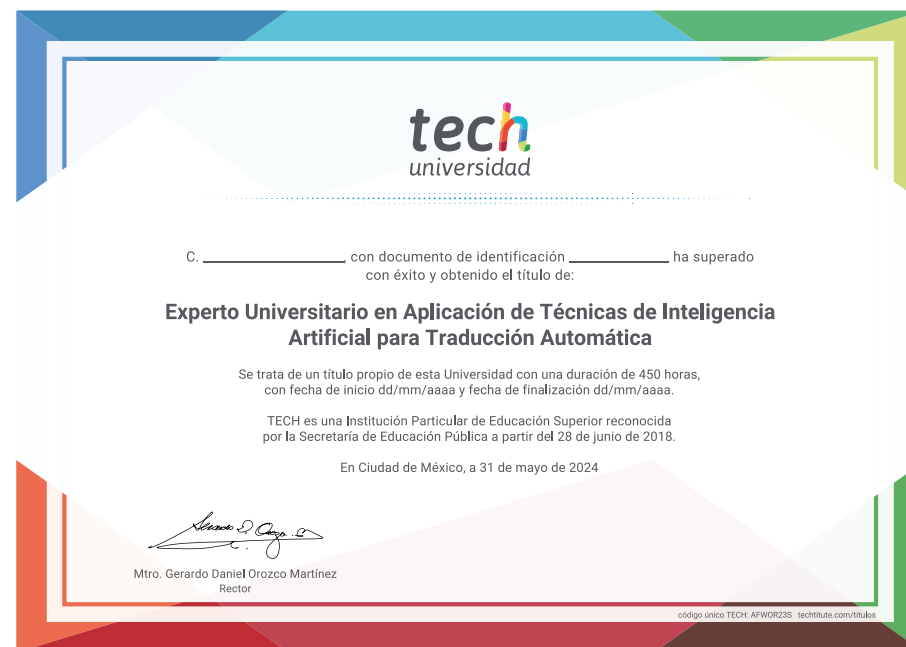 tech
universidad
C. ____________, con documento de identificación ____________ ha superado
con éxito y obtenido el título de:
Experto Universitario en Aplicación de Técnicas de Inteligencia
Artificial para Traducción Automática
Se trata de un título propio de esta Universidad con una duración de 450 horas,
con fecha de inicio dd/mm/aaaa y fecha de finalización dd/mm/aaaa.
TECH es una Institución Particular de Educación Superior reconocida
por la Secretaría de Educación Pública a partir del 28 de junio de 2018.
En Ciudad de México, a 31 de mayo de 2024
Mtro. Gerardo Daniel Orozco Martínez
Rector
código único TECH: AFWOR23S techtitute.com/titulos